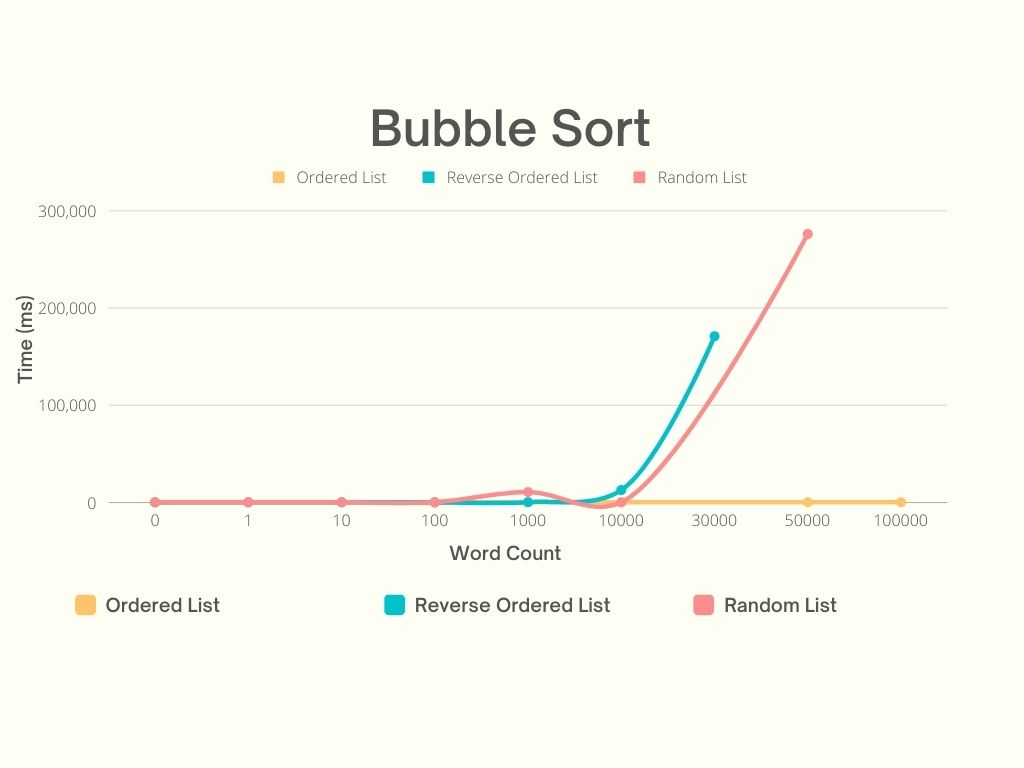 Bubble Sort
Ordered List Reverse Ordered List Random List
300,000
200,000
100,000
0
Time (ms)
0 1 10 100 1000 10000 30000 50000 100000
Word Count
Ordered List Reverse Ordered List Random List